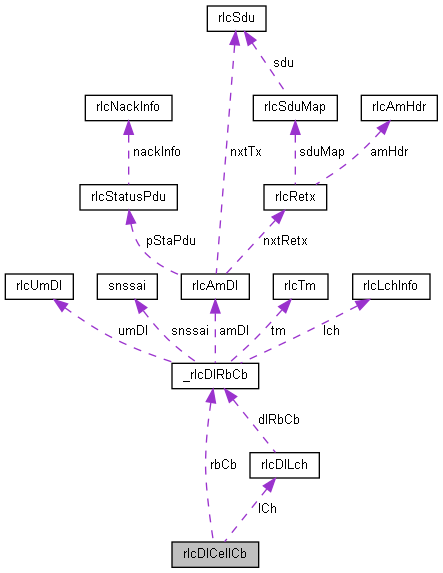 rlcSdu
sdu
rlcNackInfo
rlcSduMap
rlcAmHdr
nackInfo
nxtTx
sduMap
amHdr
rlcStatusPdu
rlcRetx
pStaPdu
nxtRetx
rlcUmDl
snssai
rlcAmDl
rlcTm
rlcLchInfo
umDl
snssai
amDl
tm
lch
_rlcDlRbCb
dlRbCb
rbCb
rlcDlLch
lCh
rlcDlCellCb